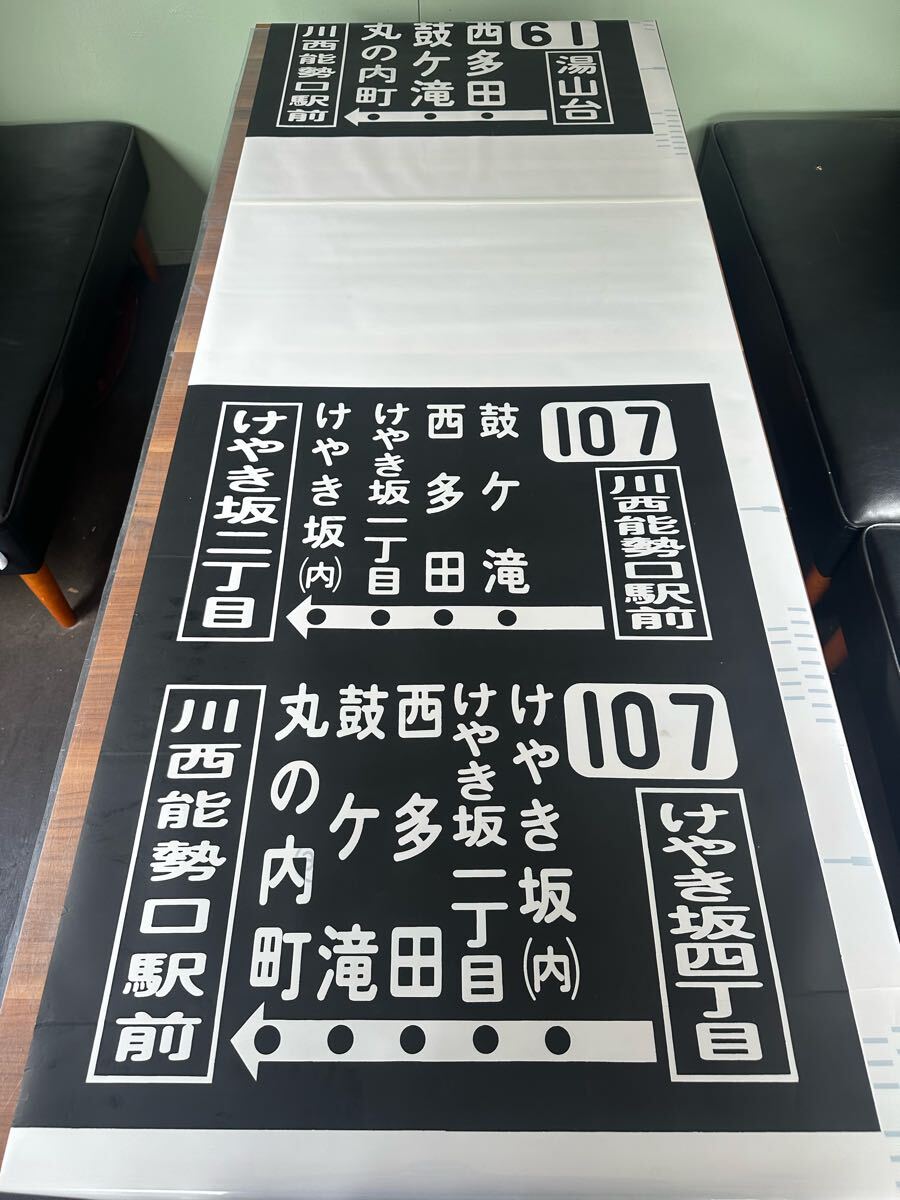 61
湯山台
西多田
鼓ケ滝
丸の内町
川西能勢口駅前
107
川西能勢口駅前
鼓ケ滝
西多田
けやき坂一丁目
けやき坂(内)
けやき坂二丁目
107
けやき坂四丁目
けやき坂(内)
けやき坂一丁目
西多田
鼓ケ滝
丸の内町
川西能勢口駅前